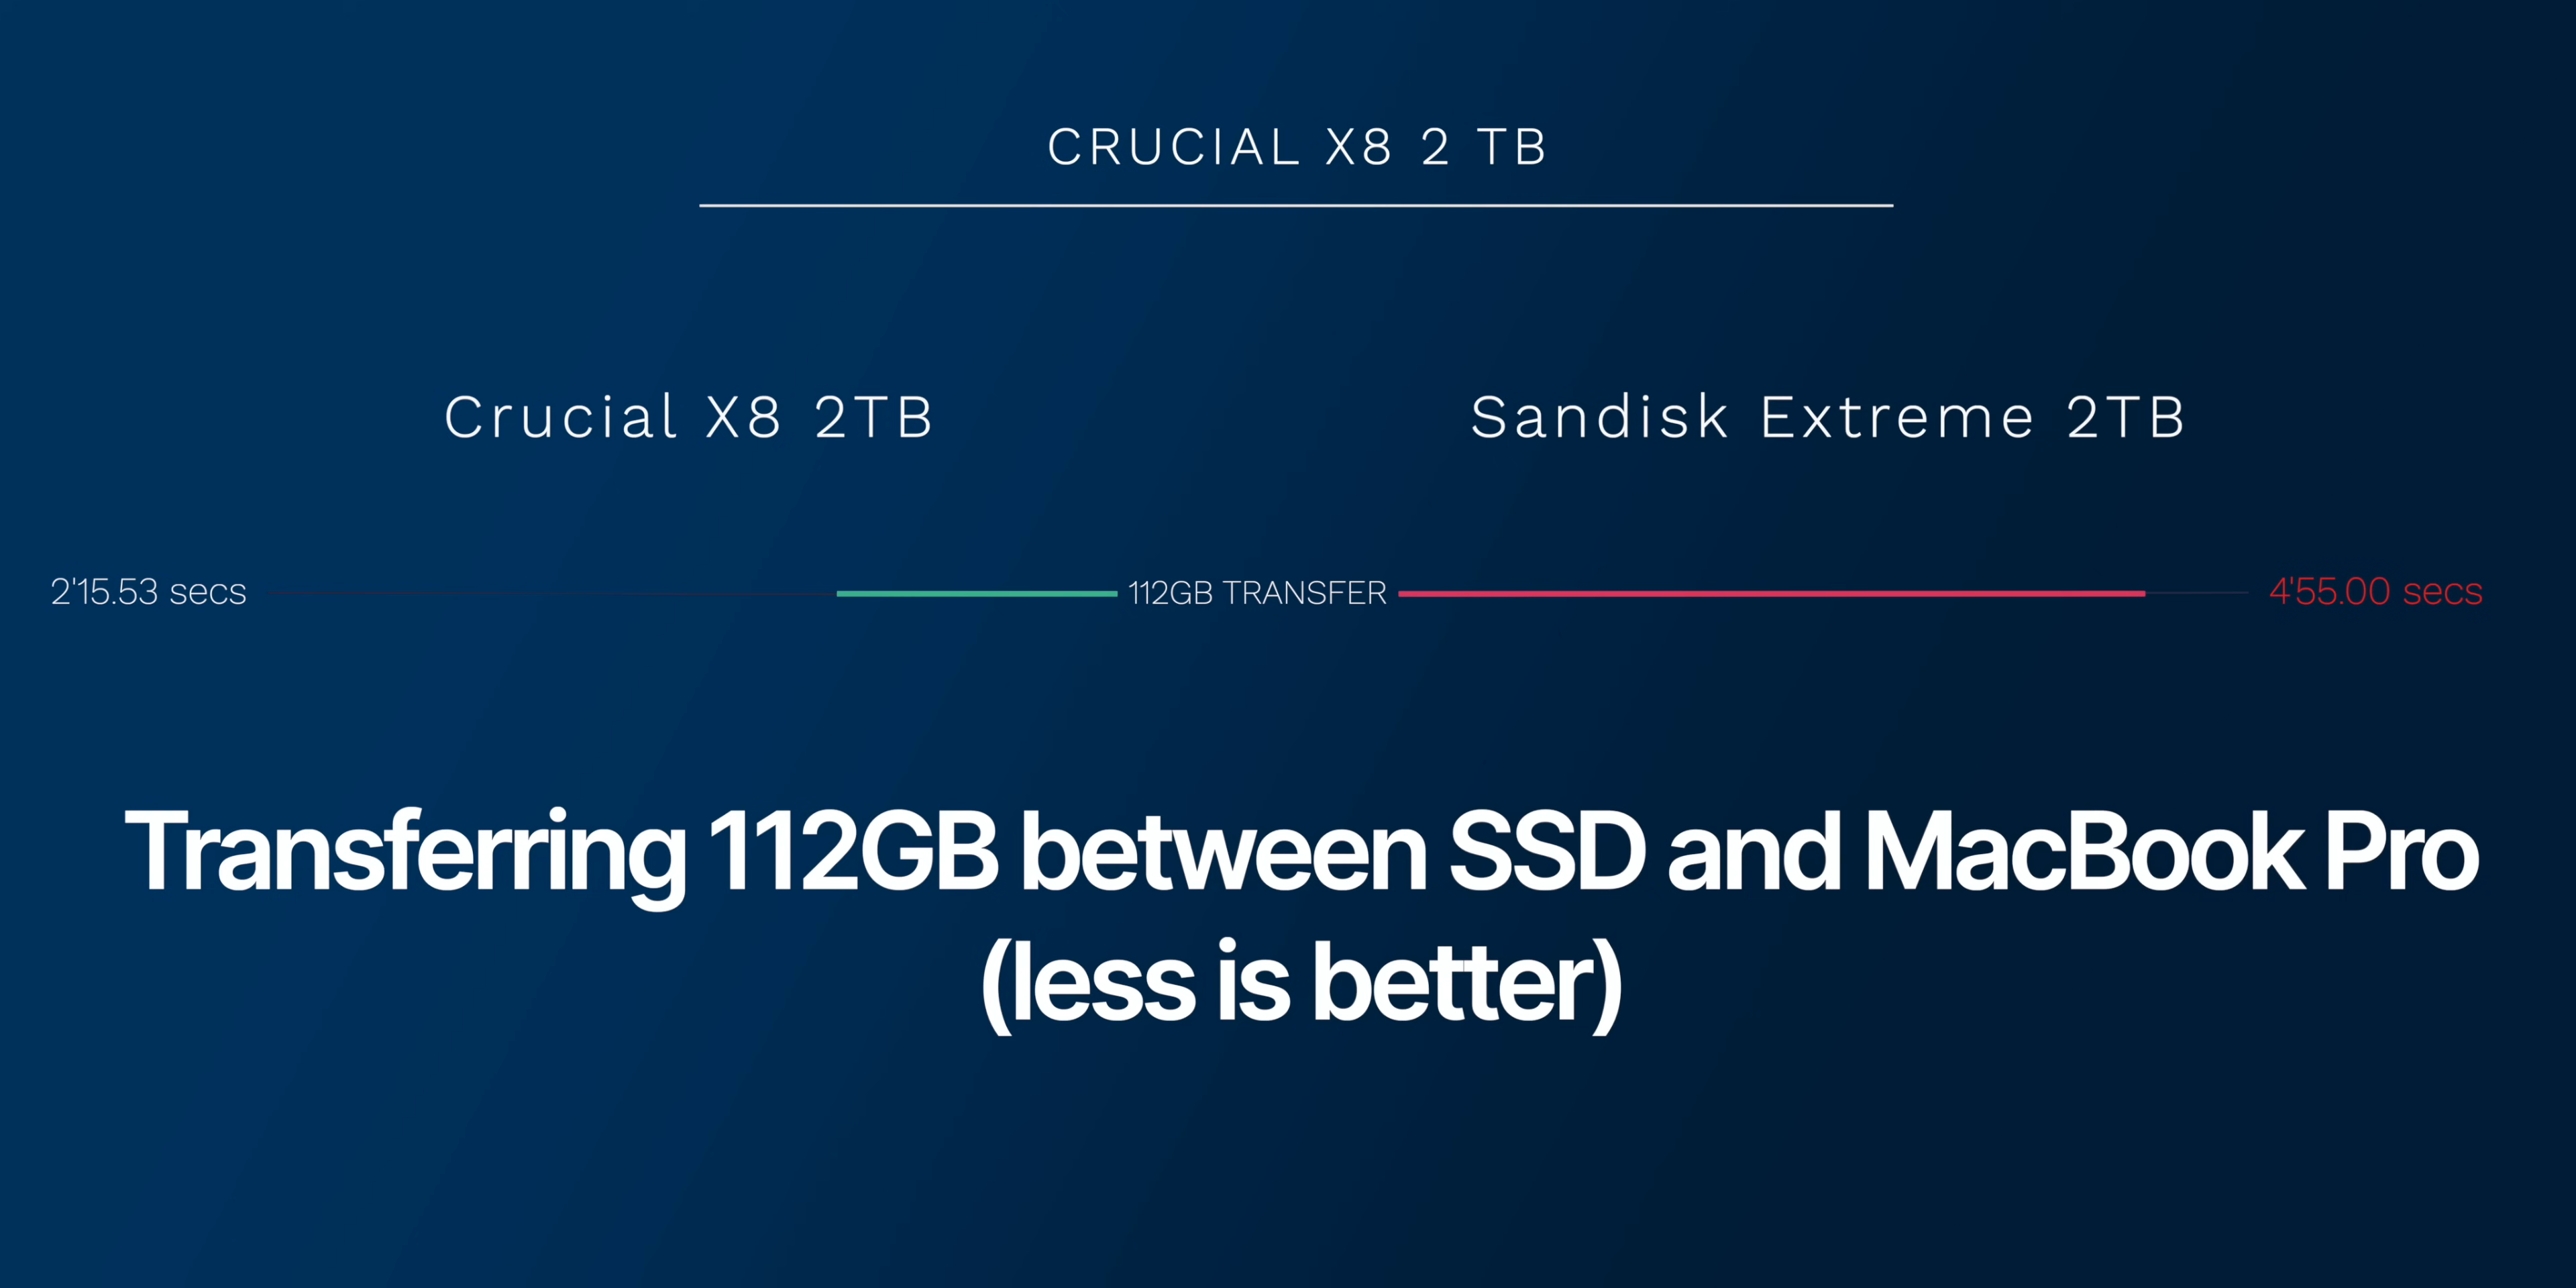 CRUCIAL X8 2 TB
Crucial X8 2TB
Sandisk Extreme 2TB
2'15.53 secs
112GB TRANSFER
4'55.00 secs
Transferring 112GB between SSD and MacBook Pro
(less is better)